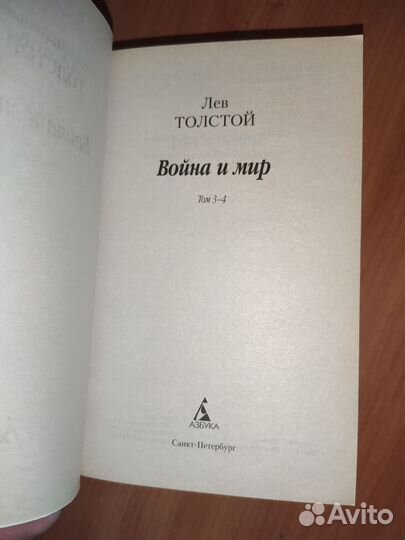 Лев
ТОЛСТОЙ
Война и мир
Том 3–4
АЗБУКА
Санкт-Петербург
Avito